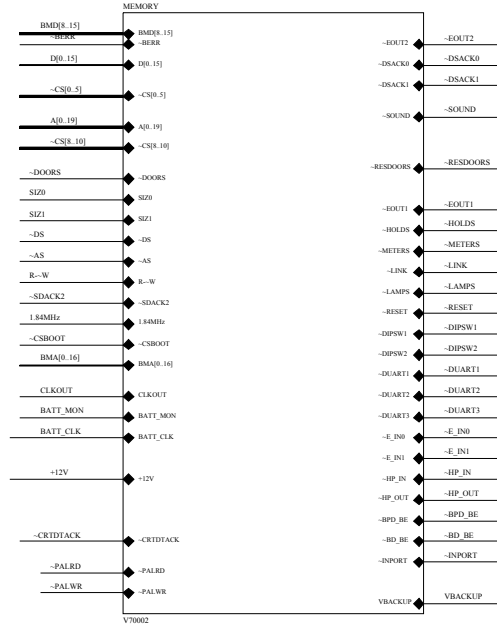 MEMORY
BMD[8..15] BMD[8..15]
~BERR ~BERR
D[0..15] D[0..15]
~CS[0..5] ~CS[0..5]
A[0..19] A[0..19]
~CS[8..10] ~CS[8..10]
~DOORS ~DOORS
SIZ0 SIZ0
SIZ1 SIZ1
~DS ~DS
~AS ~AS
R-~W R-~W
~SDACK2 ~SDACK2
1.84MHz 1.84MHz
~CSBOOT ~CSBOOT
BMA[0..16] BMA[0..16]
CLKOUT CLKOUT
BATT_MON BATT_MON
BATT_CLK BATT_CLK
+12V +12V
~CRTDTACK ~CRTDTACK
~PALRD ~PALRD
~PALWR ~PALWR
~EOUT2 ~EOUT2
~DSACK0 ~DSACK0
~DSACK1 ~DSACK1
~SOUND ~SOUND
~RESDOORS ~RESDOORS
~EOUT1 ~EOUT1
~HOLDS ~HOLDS
~METERS ~METERS
~LINK ~LINK
~LAMPS ~LAMPS
~RESET ~RESET
~DIPSW1 ~DIPSW1
~DIPSW2 ~DIPSW2
~DUART1 ~DUART1
~DUART2 ~DUART2
~DUART3 ~DUART3
~E_IN0 ~E_IN0
~E_IN1 ~E_IN1
~HP_IN ~HP_IN
~HP_OUT ~HP_OUT
~BPD_BE ~BPD_BE
~BD_BE ~BD_BE
~INPORT ~INPORT
VBACKUP VBACKUP
V70002